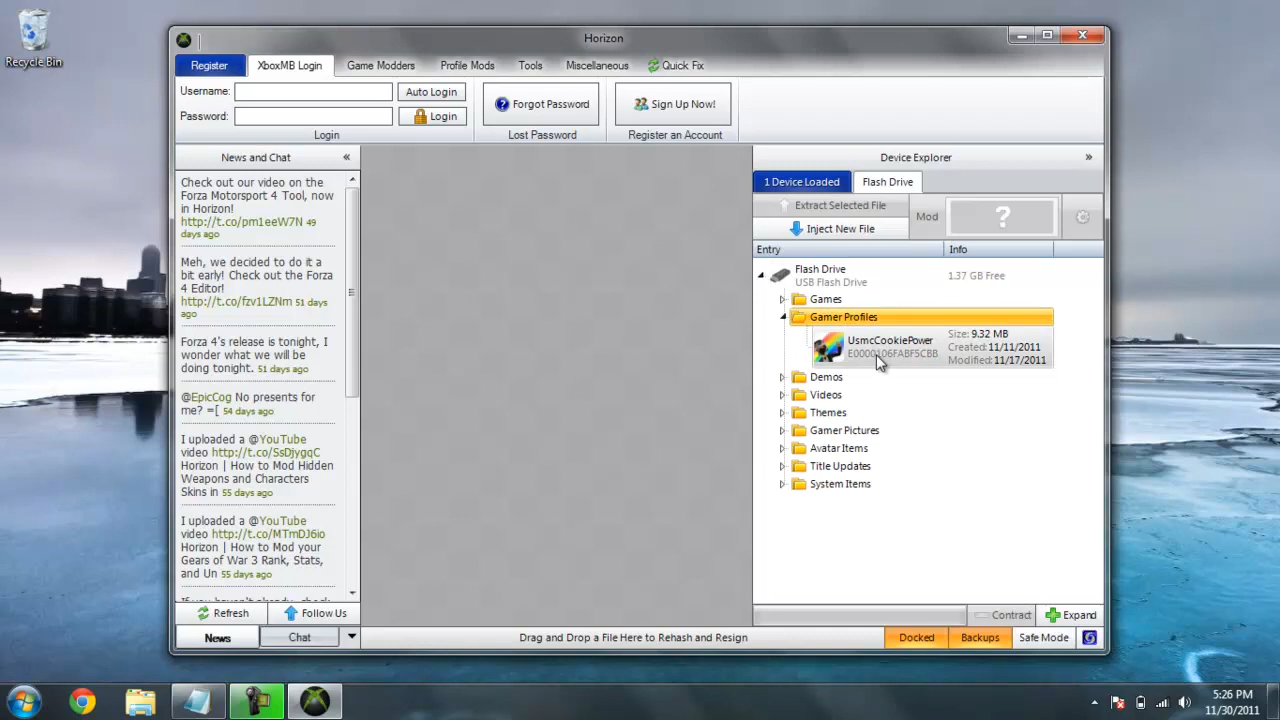 Recycle Bin
Horizon
Register
XboxMB Login
Game Modders
Profile Mods
Tools
Miscellaneous
Quick Fix
Username:
Auto Login
Password:
Login
Login
Forgot Password
Lost Password
Sign Up Now!
Register an Account
News and Chat «
Check out our video on the
Forza Motorsport 4 Tool, now
in Horizon!
http://t.co/pm1eeW7N 49
days ago
Meh, we decided to do it a
bit early! Check out the Forza
4 Editor!
http://t.co/fzv1LZNm 51 days
ago
Forza 4's release is tonight, I
wonder what we will be
doing tonight. 51 days ago
@EpicCog No presents for
me? =[ 54 days ago
I uploaded a @YouTube
video http://t.co/SsDjygqC
Horizon | How to Mod Hidden
Weapons and Characters
Skins in 55 days ago
I uploaded a @YouTube
video http://t.co/MTmDJ6io
Horizon | How to Mod your
Gears of War 3 Rank, Stats,
and Un 55 days ago
Refresh
Follow Us
News
Chat
Drag and Drop a File Here to Rehash and Resign
Device Explorer »
1 Device Loaded
Flash Drive
Extract Selected File
Inject New File
Mod
?
Entry
Info
Flash Drive
USB Flash Drive
1.37 GB Free
Games
Gamer Profiles
UsmcCookiePower
Size: 9.32 MB
Created: 11/11/2011
Modified: 11/17/2011
Demos
Videos
Themes
Gamer Pictures
Avatar Items
Title Updates
System Items
Contract
Expand
Docked
Backups
Safe Mode
5:26 PM
11/30/2011